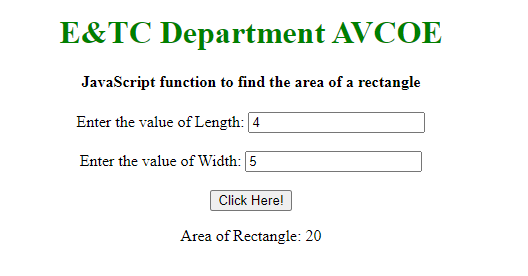 E&TC Department AVCOE
JavaScript function to find the area of a rectangle
Enter the value of Length: 4
Enter the value of Width: 5
Click Here!
Area of Rectangle: 20